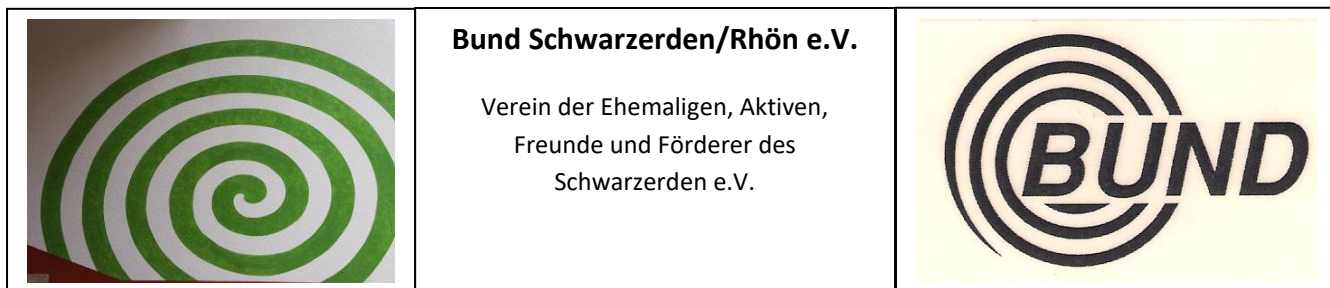 Bund Schwarzerden/Rhön e.V.
Verein der Ehemaligen, Aktiven,
Freunde und Förderer des
Schwarzerden e.V.
BUND